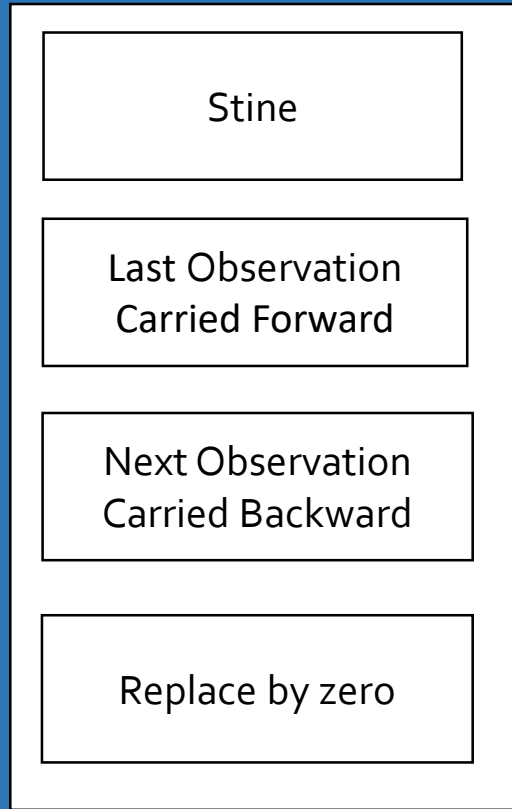 Stine
Last Observation
Carried Forward
Next Observation
Carried Backward
Replace by zero